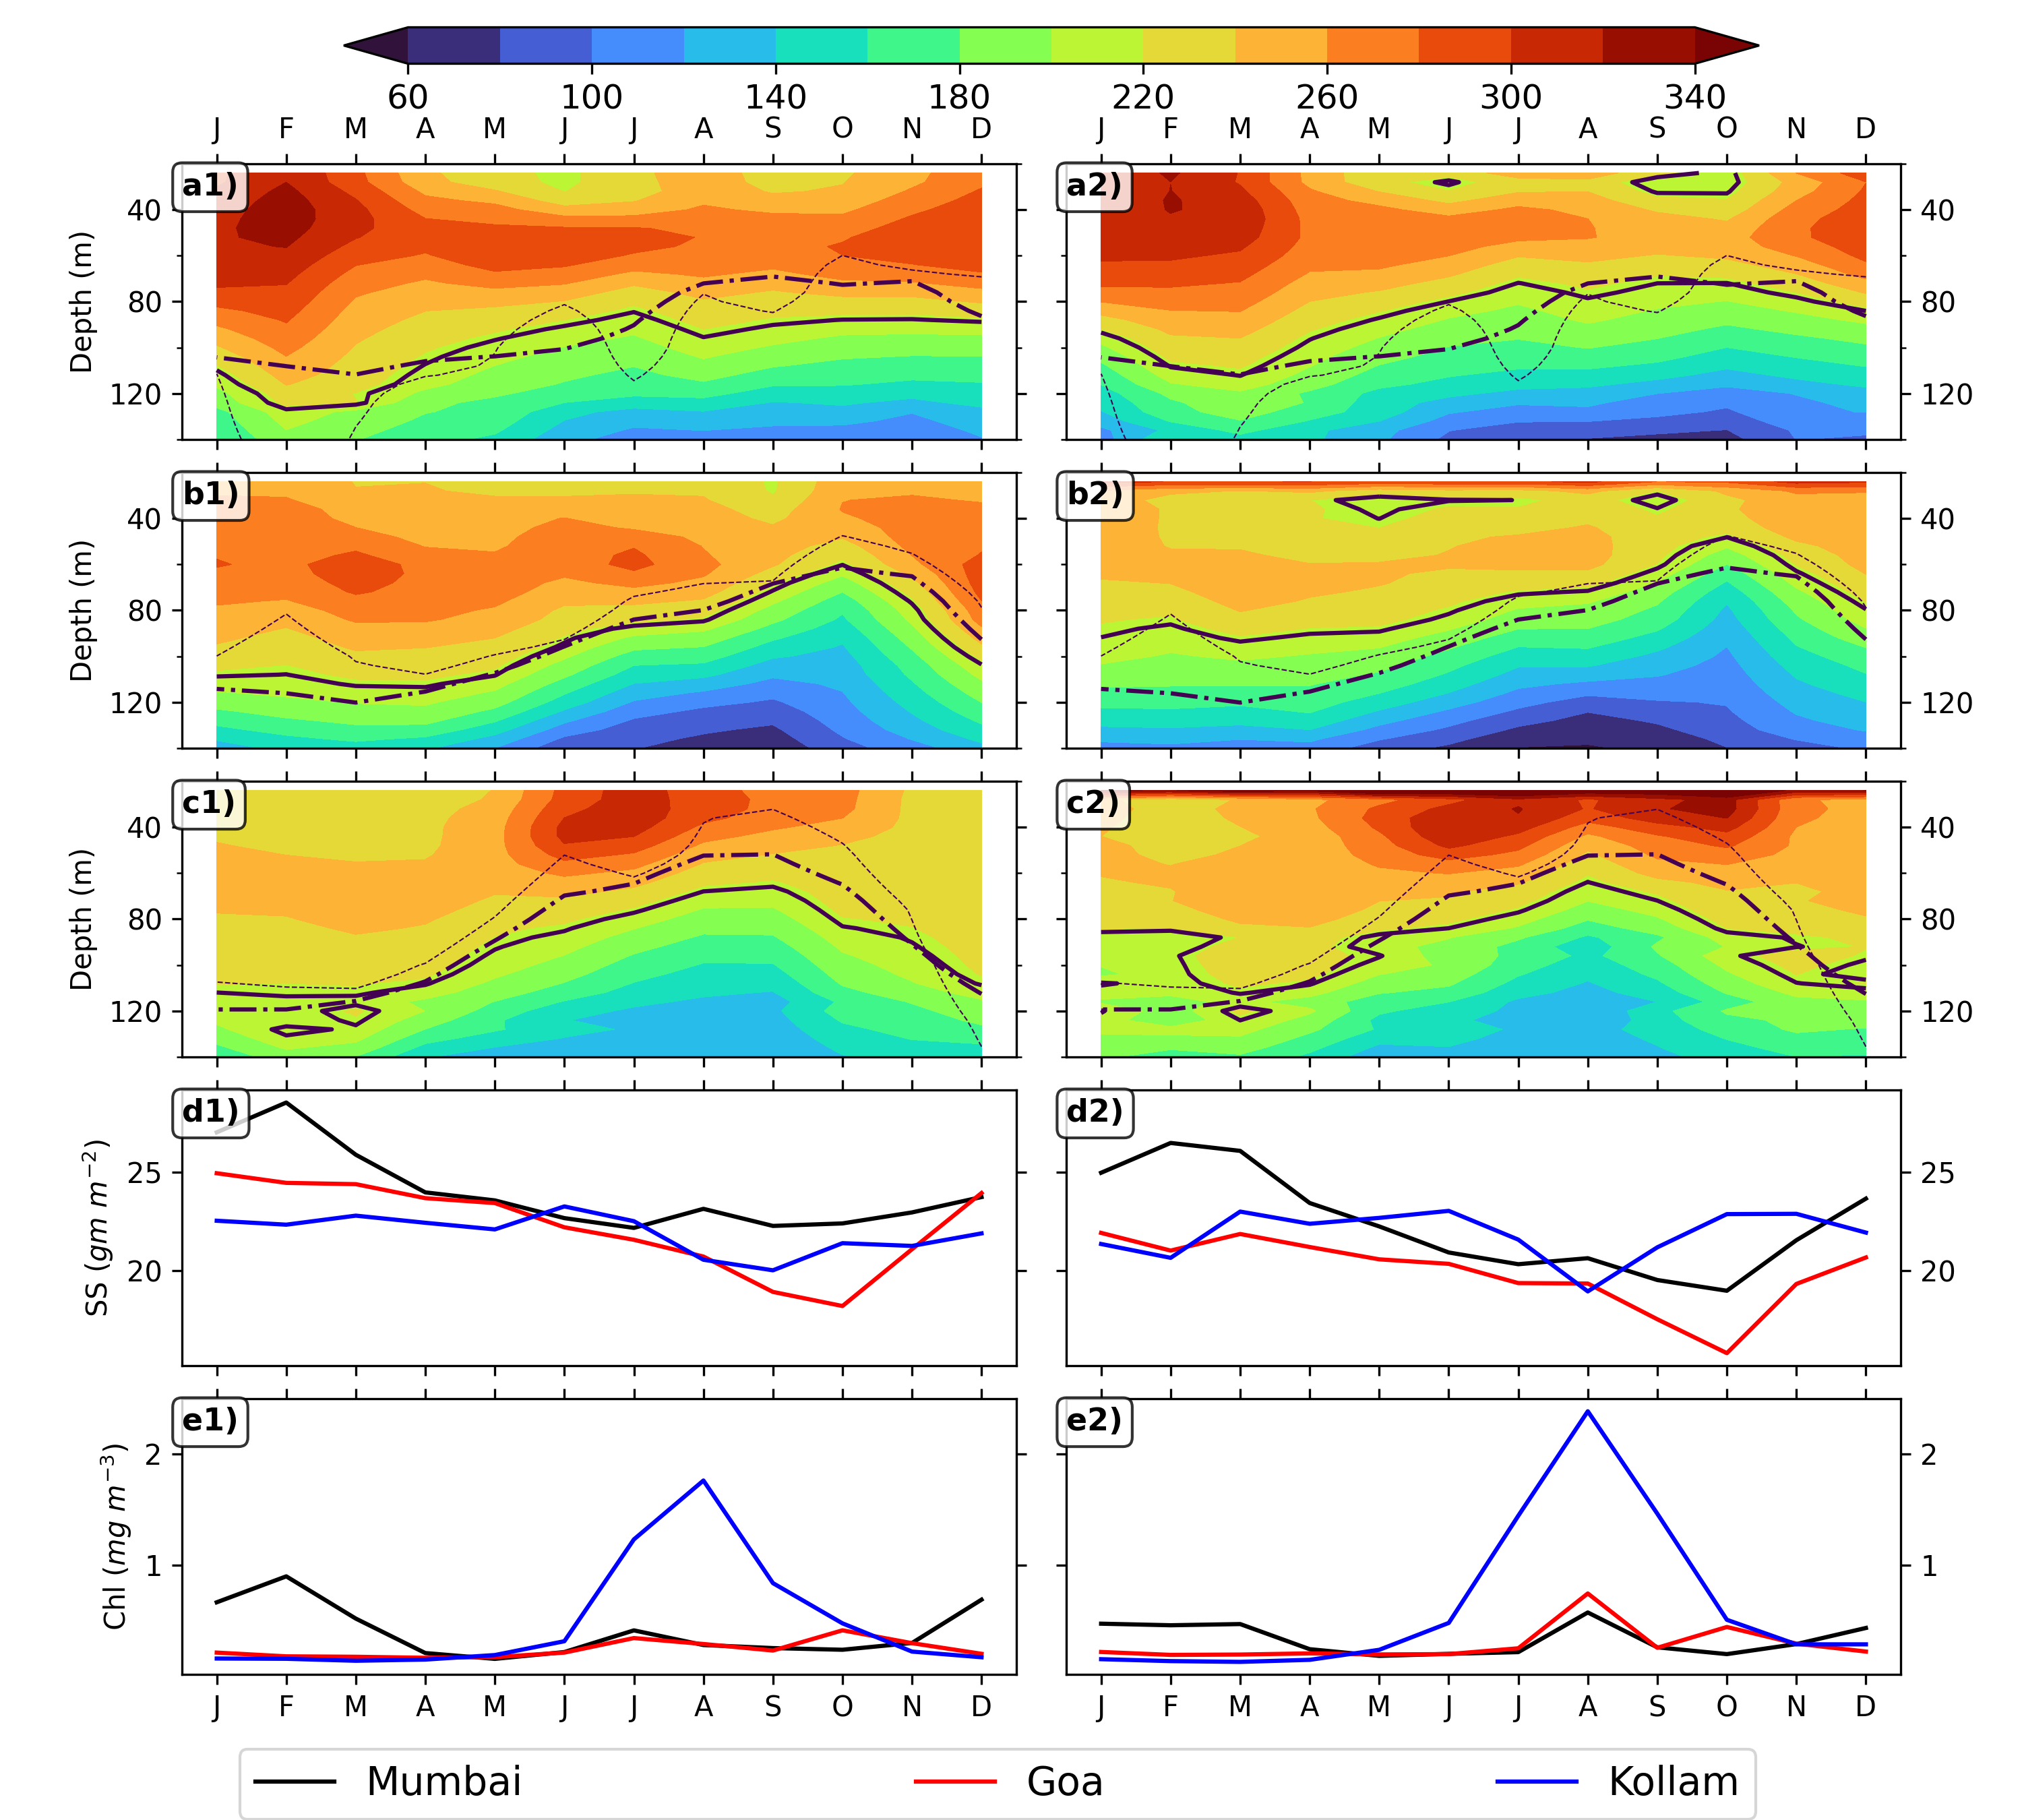 60 100 140 180 220 260 300 340
J F M A M J J A S O N D J F M A M J J A S O N D
a1) a2)
Depth (m) 40 80 120 40 80 120
b1) b2)
Depth (m) 40 80 120 40 80 120
c1) c2)
Depth (m) 40 80 120 40 80 120
d1) d2)
SS (gm m⁻²) 25 20 25 20
e1) e2)
Chl (mg m⁻³) 2 1 2 1
J F M A M J J A S O N D J F M A M J J A S O N D
Mumbai Goa Kollam